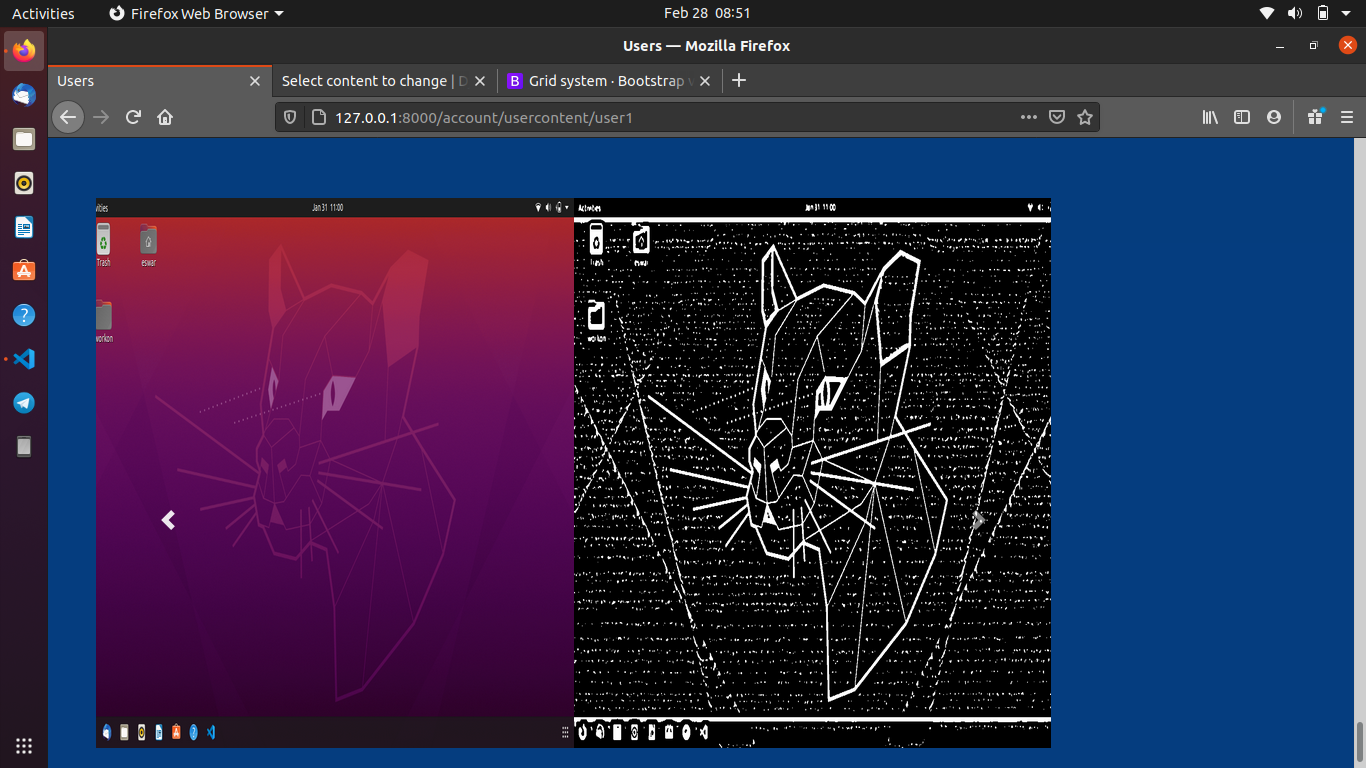 Activities
Firefox Web Browser
Feb 28 08:51
Users — Mozilla Firefox
Users
Select content to change | D
Grid system · Bootstrap v
127.0.0.1:8000/account/usercontent/user1
vities
Jan 31 11:00
Activities
Jan 31 11:00
Trash
eswar
Trash
eswar
workon
workon